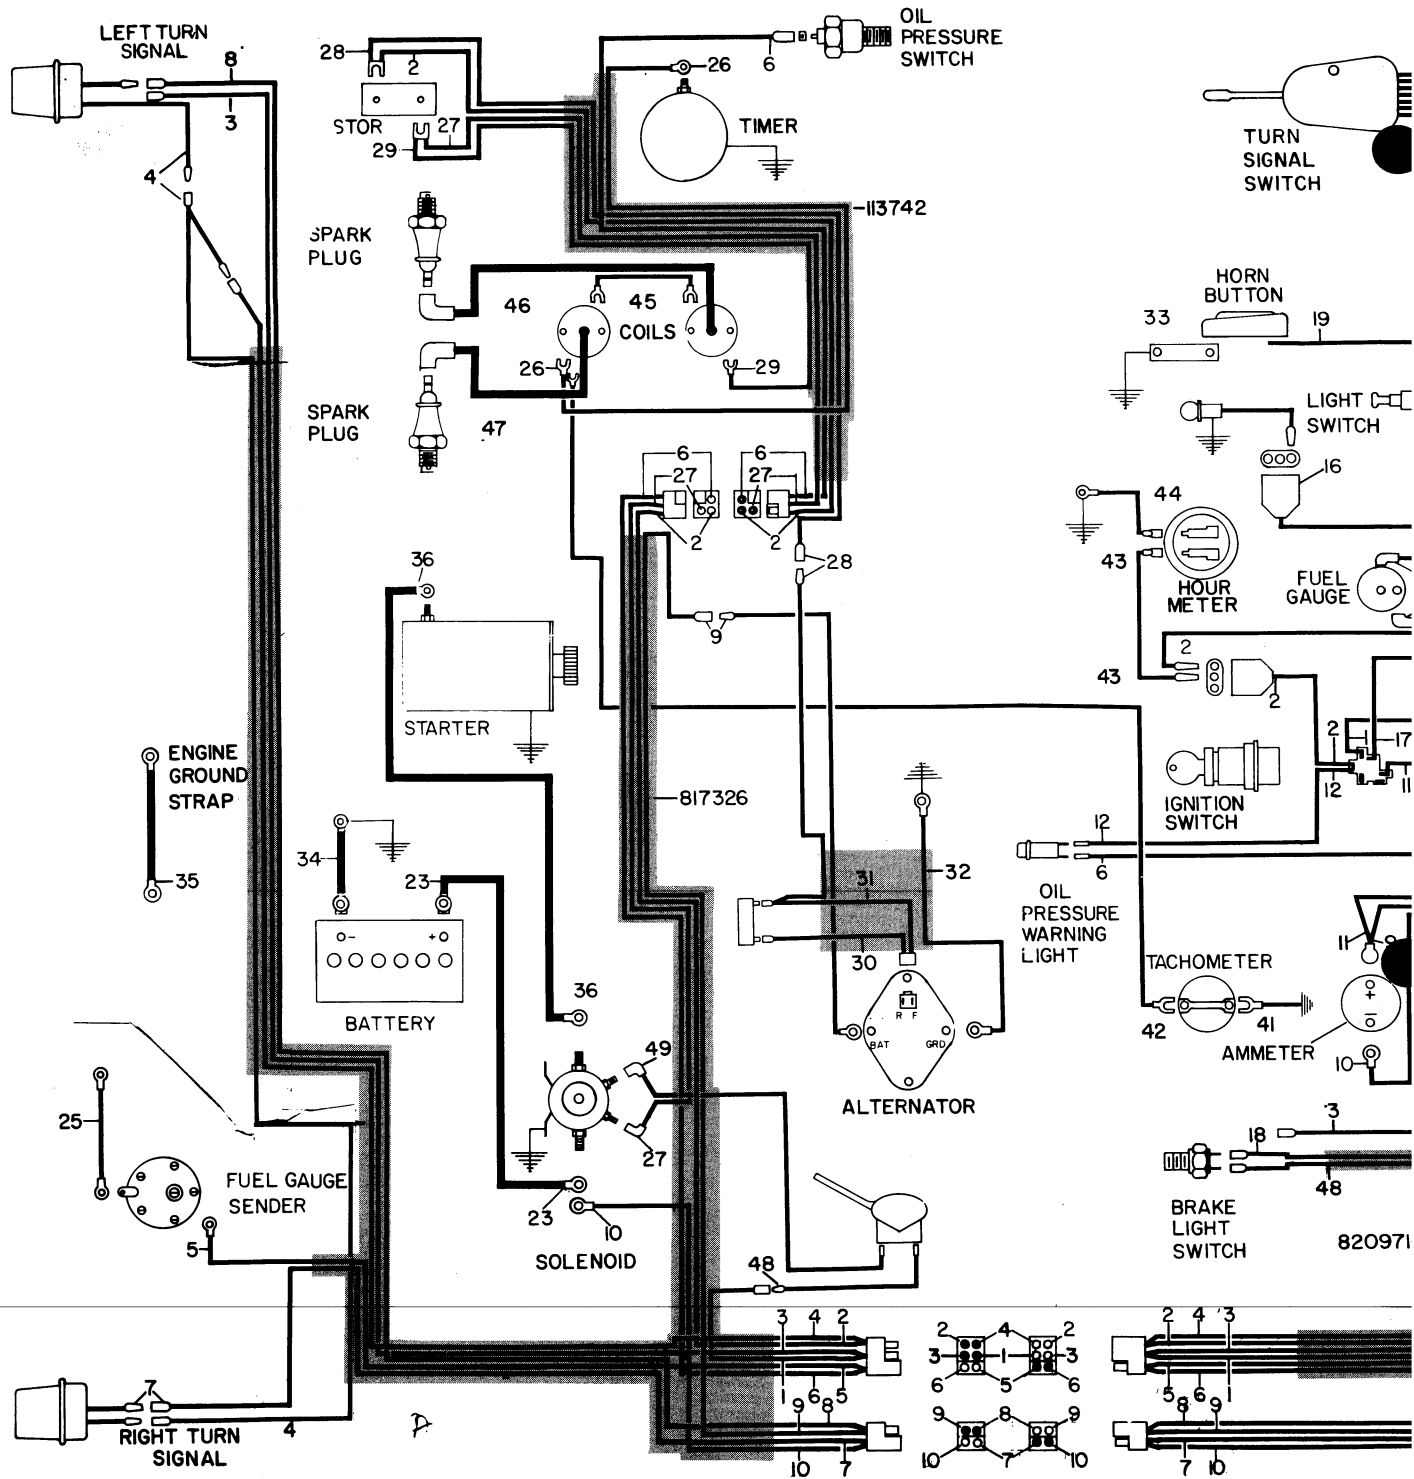 LEFT TURN
SIGNAL
8
3
4
28
2
STOR
27
29
6
OIL
PRESSURE
SWITCH
26
TIMER
TURN
SIGNAL
SWITCH
113742
SPARK
PLUG
46
45
COILS
26
29
SPARK
PLUG
47
HORN
BUTTON
33
19
LIGHT
SWITCH
16
6
27
2
6
27
2
28
9
44
43
HOUR
METER
FUEL
GAUGE
2
43
2
36
STARTER
ENGINE
GROUND
STRAP
35
817326
2
12
17
11
IGNITION
SWITCH
12
6
OIL
PRESSURE
WARNING
LIGHT
34
23
- +
BATTERY
31
32
30
R F
BAT GRD
ALTERNATOR
TACHOMETER
42
41
11
9
+
-
AMMETER
10
3
18
48
BRAKE
LIGHT
SWITCH
820971
36
49
27
23
10
SOLENOID
25
FUEL GAUGE
SENDER
5
48
3 4 2
1 6 5
9 8
10 7
2 4 2
3 1 3
6 5 6
9 8 9
10 7 10
2 4 3
5 6 1
8 9
7 10
7
4
RIGHT TURN
SIGNAL